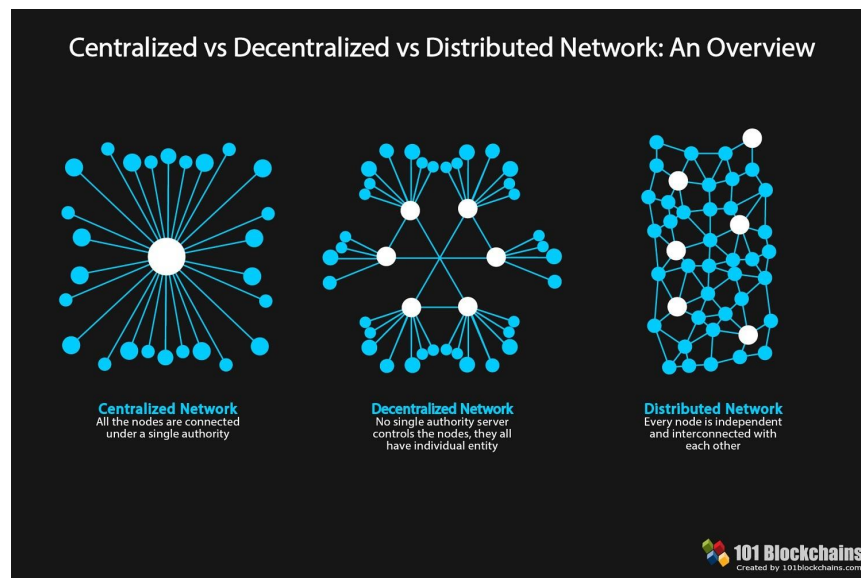 Centralized vs Decentralized vs Distributed Network: An Overview
Centralized Network
All the nodes are connected
under a single authority
Decentralized Network
No single authority server
controls the nodes, they all
have individual entity
Distributed Network
Every node is independent
and interconnected with
each other
101 Blockchains
Created by 101blockchains.com